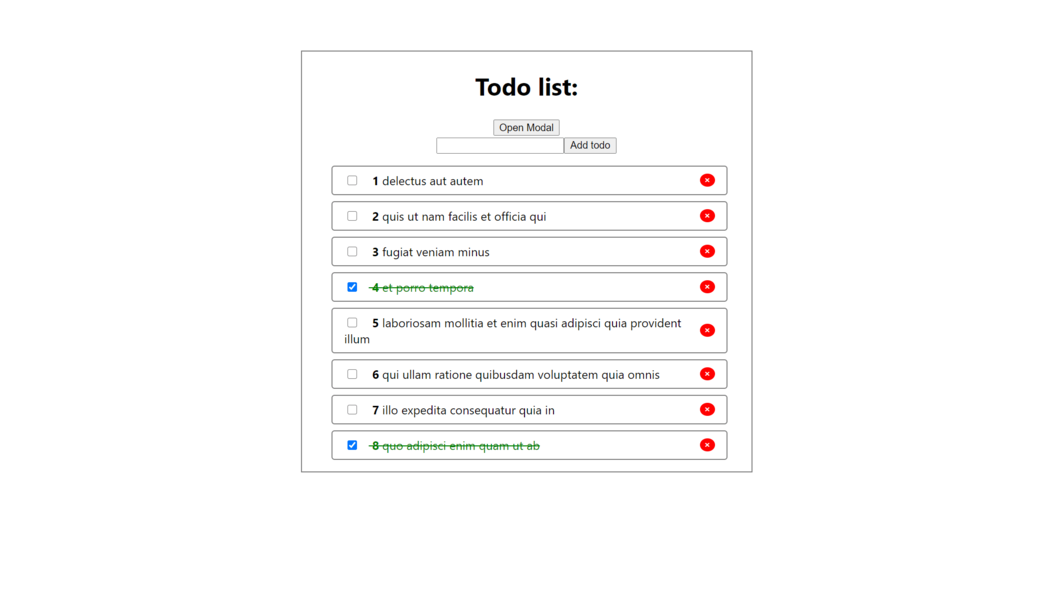 Todo list:
Open Modal
Add todo
1 delectus aut autem
2 quis ut nam facilis et officia qui
3 fugiat veniam minus
4 et porro tempora
5 laboriosam mollitia et enim quasi adipisci quia provident
illum
6 qui ullam ratione quibusdam voluptatem quia omnis
7 illo expedita consequatur quia in
8 quo adipisci enim quam ut ab